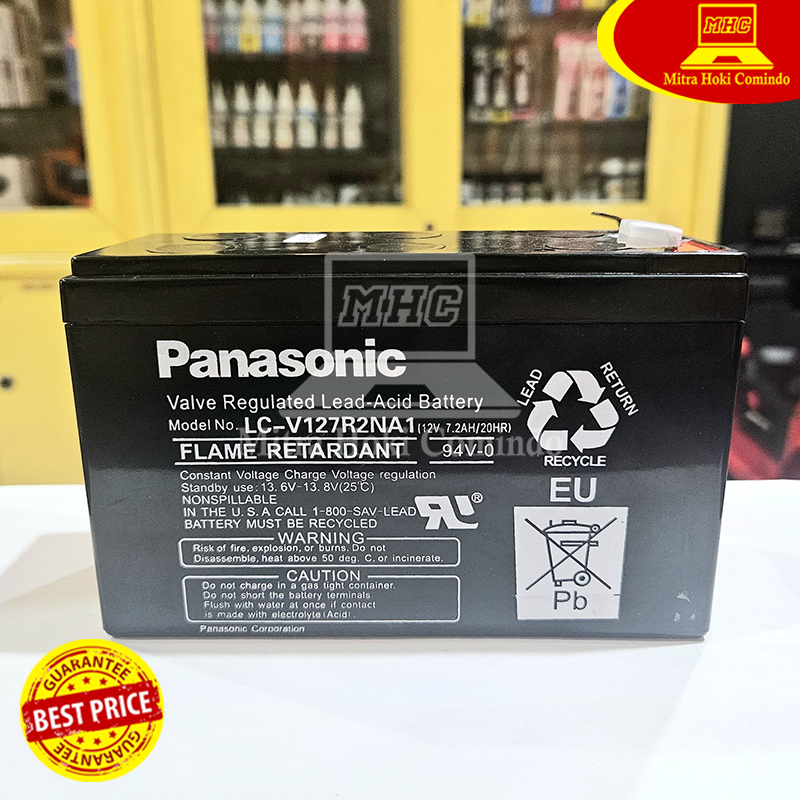 MHC
Mitra Hoki Comindo
MHC
Panasonic
Valve Regulated Lead-Acid Battery
Model No. LC-V127R2NA1 (12V 7.2AH/20HR)
Mitra Hoki Comindo
FLAME RETARDANT 94V-0
Constant Voltage Charge Voltage regulation
Standby use: 13.6V-13.8V(25℃)
NONSPILLABLE
IN THE U.S.A CALL 1-800-SAV-LEAD
BATTERY MUST BE RECYCLED
WARNING
Risk of fire, explosion, or burns. Do not
Disassemble, heat above 50 deg. C, or incinerate.
CAUTION
Do not charge in a gas tight container.
Do not short the battery terminals.
Flush with water at once if contact
is made with electrolyte (Acid).
Panasonic Corporation
LEAD
RETURN
RECYCLE
EU
Pb
GUARANTEE
BEST PRICE
GUARANTEE